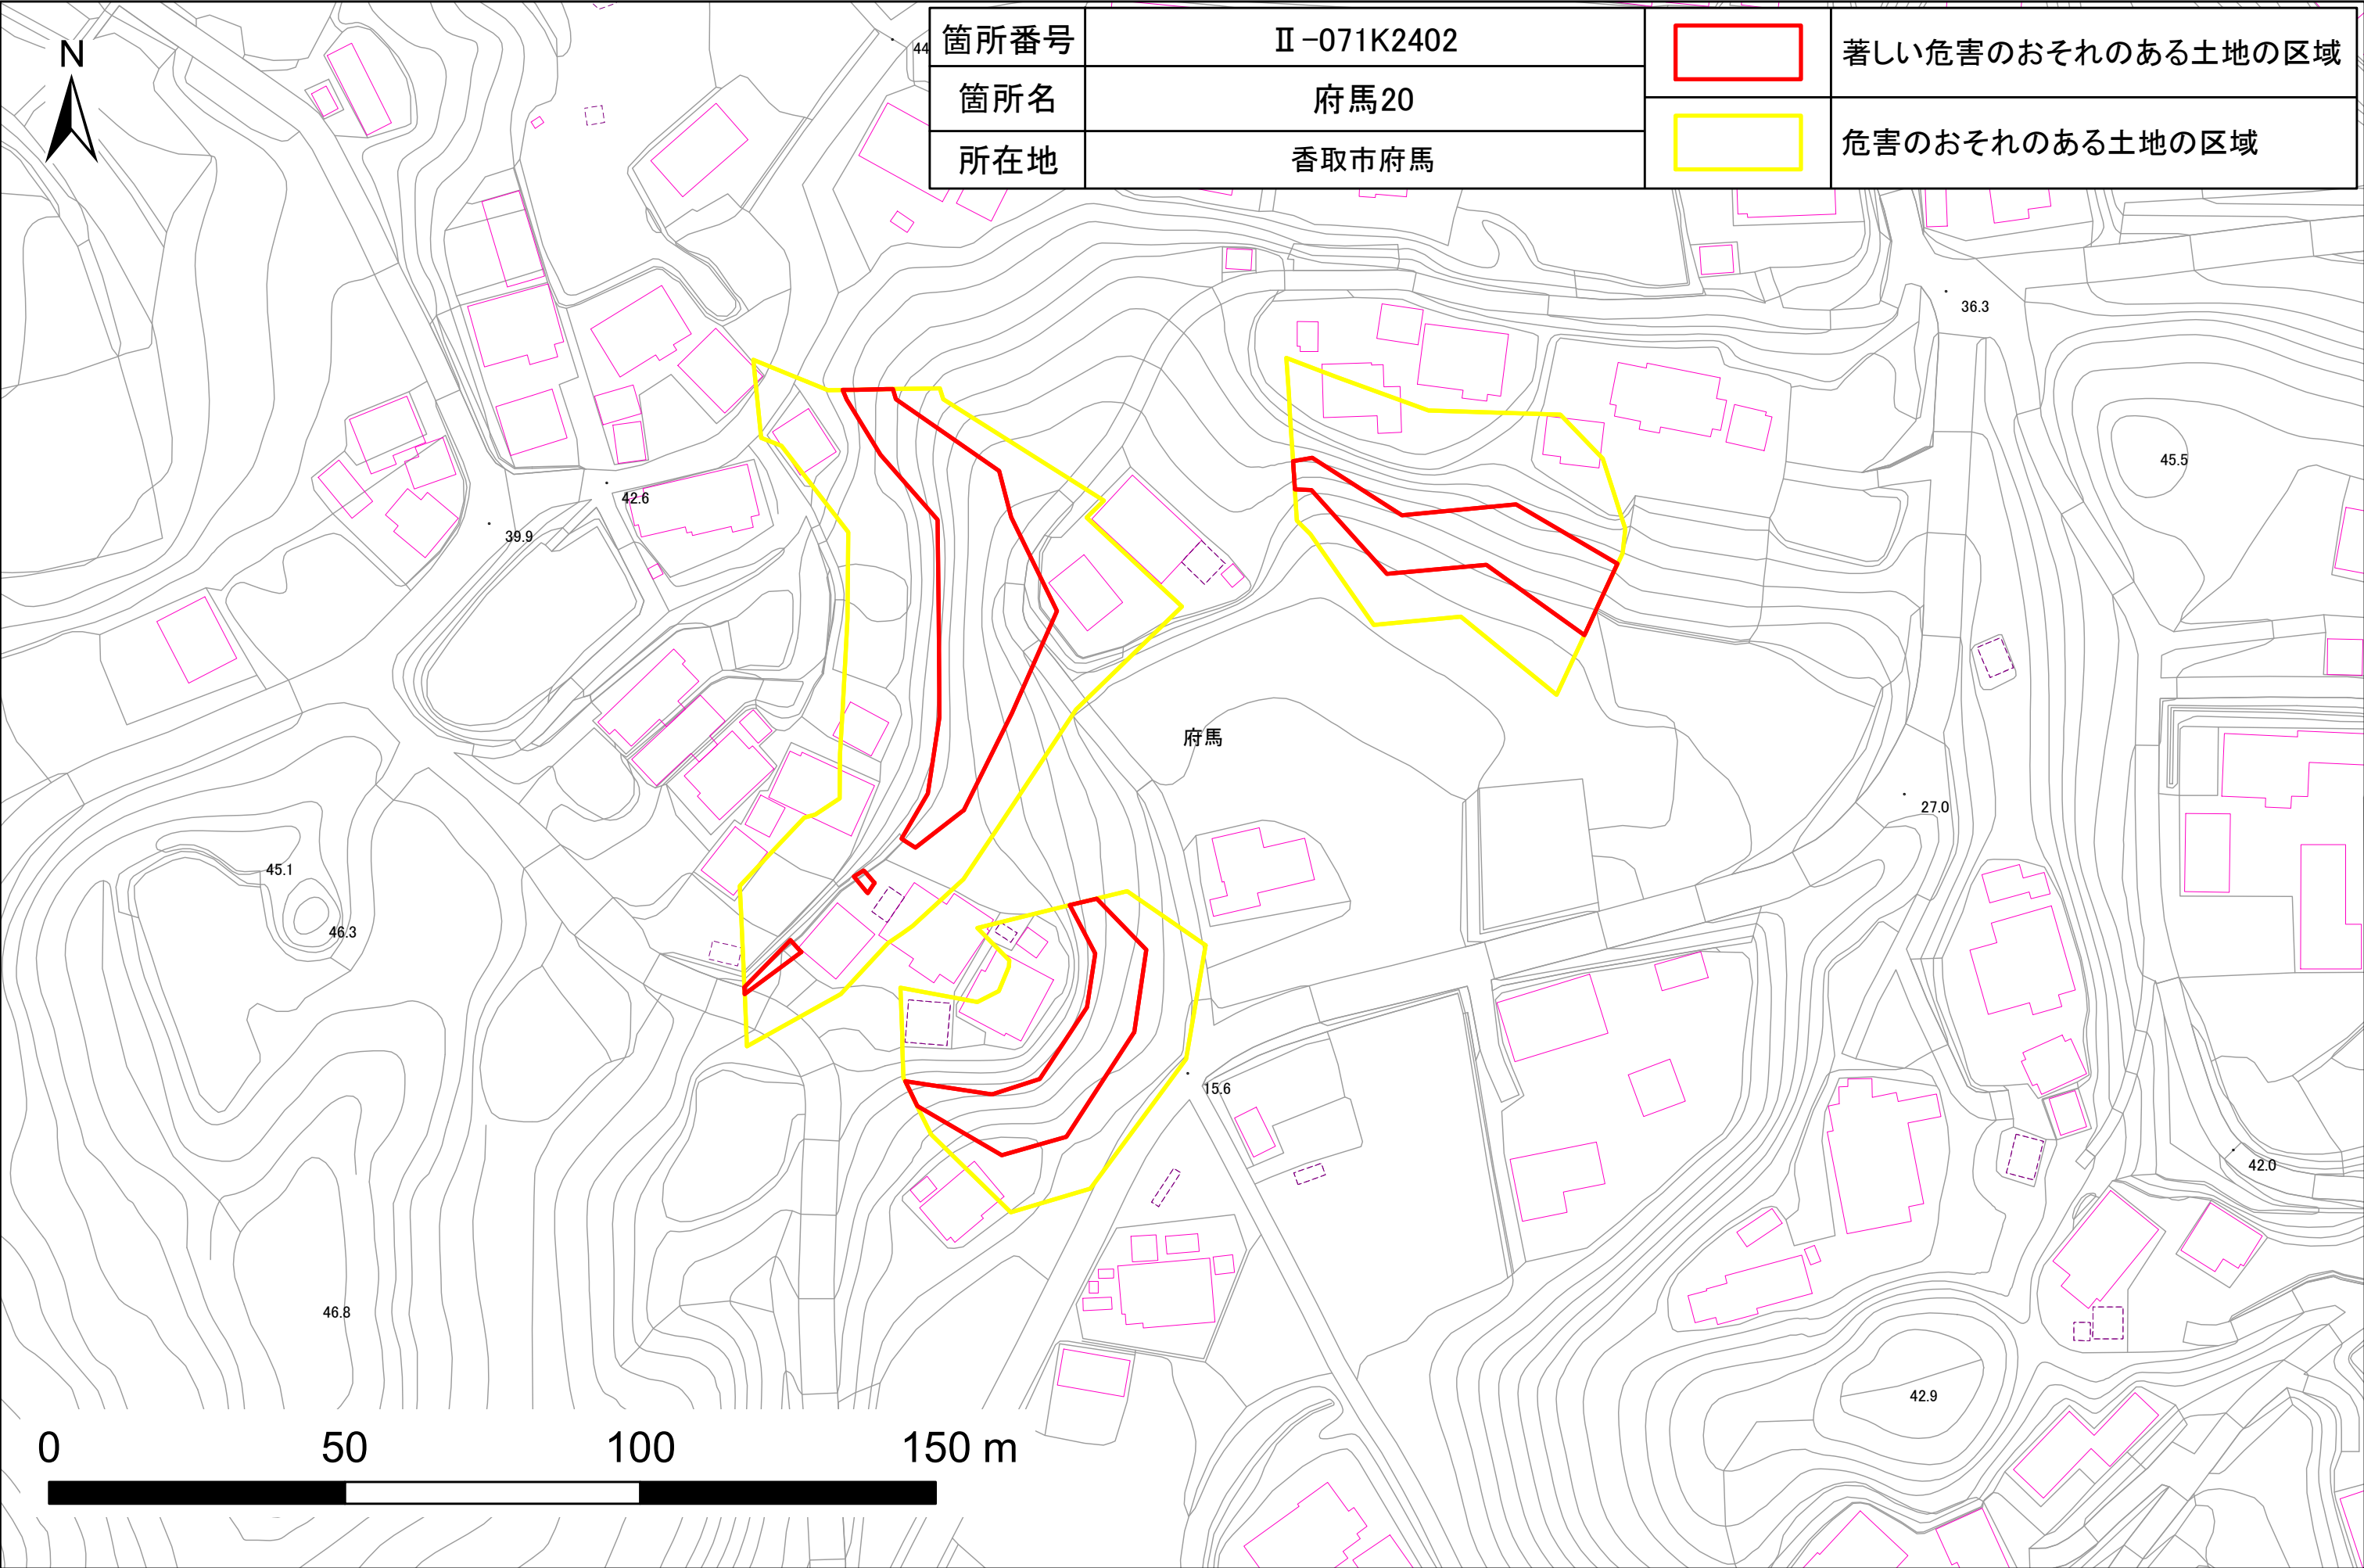 N
44
箇所番号
Ⅱ-071K2402
著しい危害のおそれのある土地の区域
箇所名
府馬20
所在地
香取市府馬
危害のおそれのある土地の区域
36.3
45.5
42.6
39.9
府馬
27.0
45.1
46.3
15.6
42.0
46.8
42.9
0 50 100 150 m